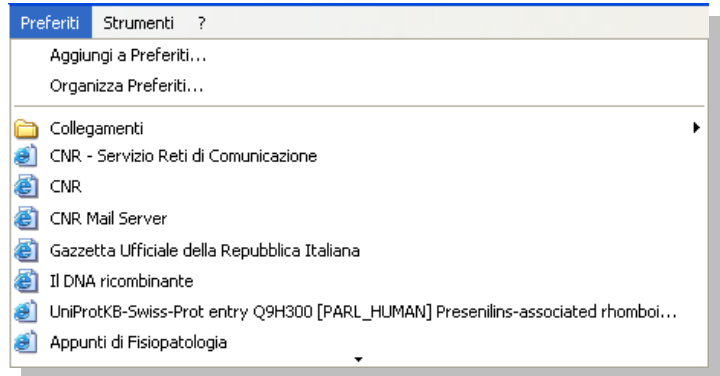 Preferiti Strumenti ?
Aggiungi a Preferiti...
Organizza Preferiti...
Collegamenti
CNR - Servizio Reti di Comunicazione
CNR
CNR Mail Server
Gazzetta Ufficiale della Repubblica Italiana
Il DNA ricombinante
UniProtKB-Swiss-Prot entry Q9H300 [PARL_HUMAN] Presenilins-associated rhomboi...
Appunti di Fisiopatologia